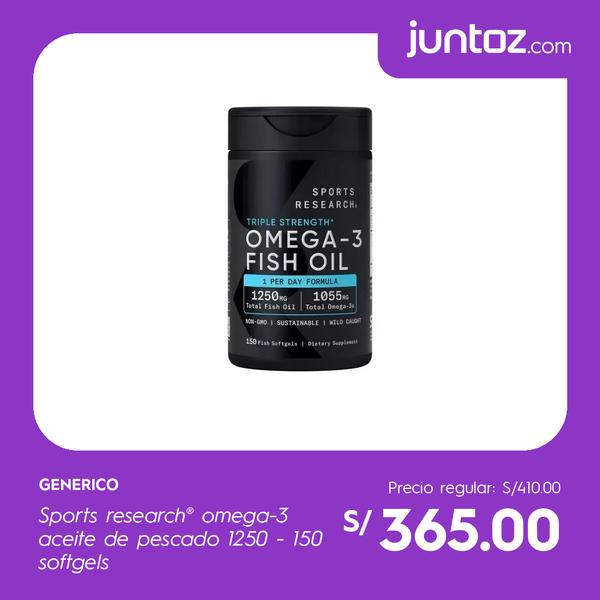 juntoz.com
SPORTS
RESEARCH®
TRIPLE STRENGTH*
OMEGA-3
FISH OIL
1 PER DAY FORMULA
1250MG 1055MG
Total Fish Oil Total Omega-3s
NON-GMO | SUSTAINABLE | WILD CAUGHT
150 Fish Softgels | Dietary Supplement
GENERICO
Precio regular: S/410.00
Sports research® omega-3
aceite de pescado 1250 - 150
softgels
S/ 365.00